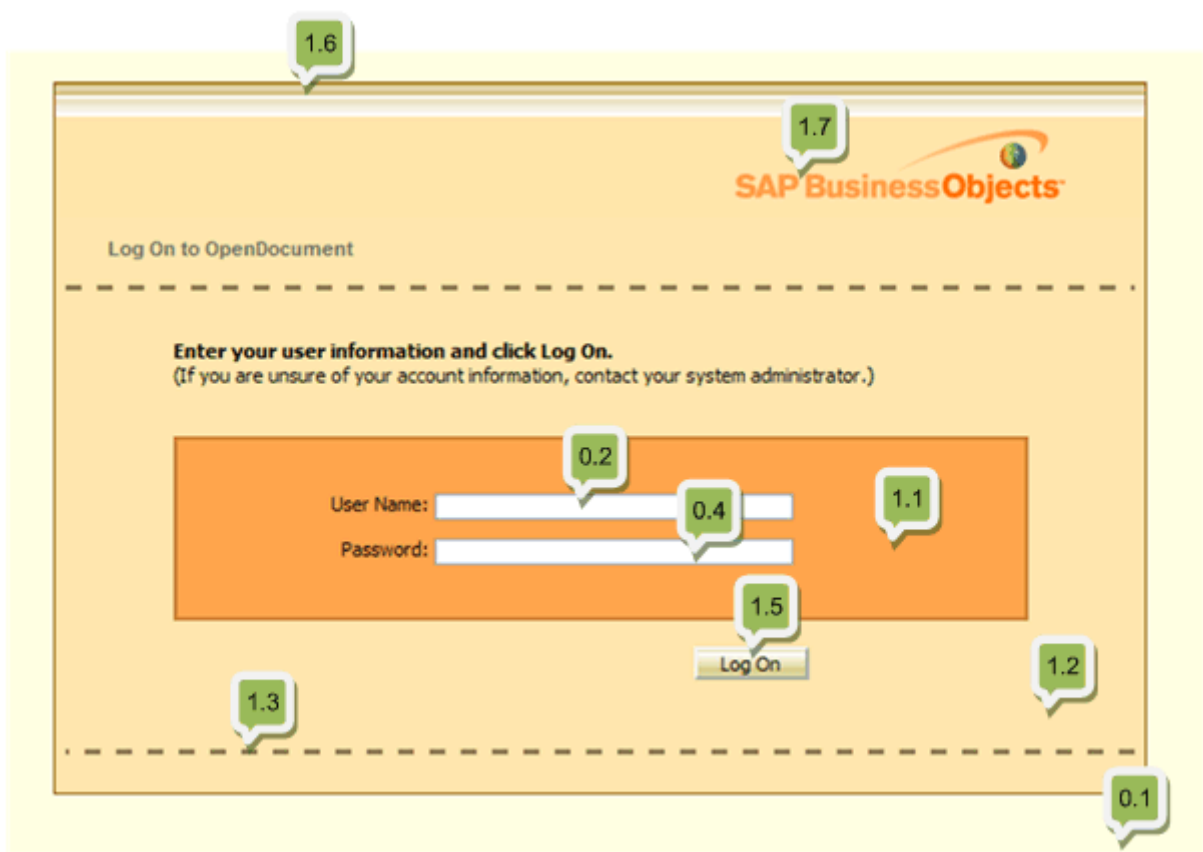 1.6
1.7
SAP BusinessObjects™
Log On to OpenDocument
Enter your user information and click Log On.
(If you are unsure of your account information, contact your system administrator.)
0.2
User Name:
0.4
1.1
Password:
1.5
Log On
1.2
1.3
0.1